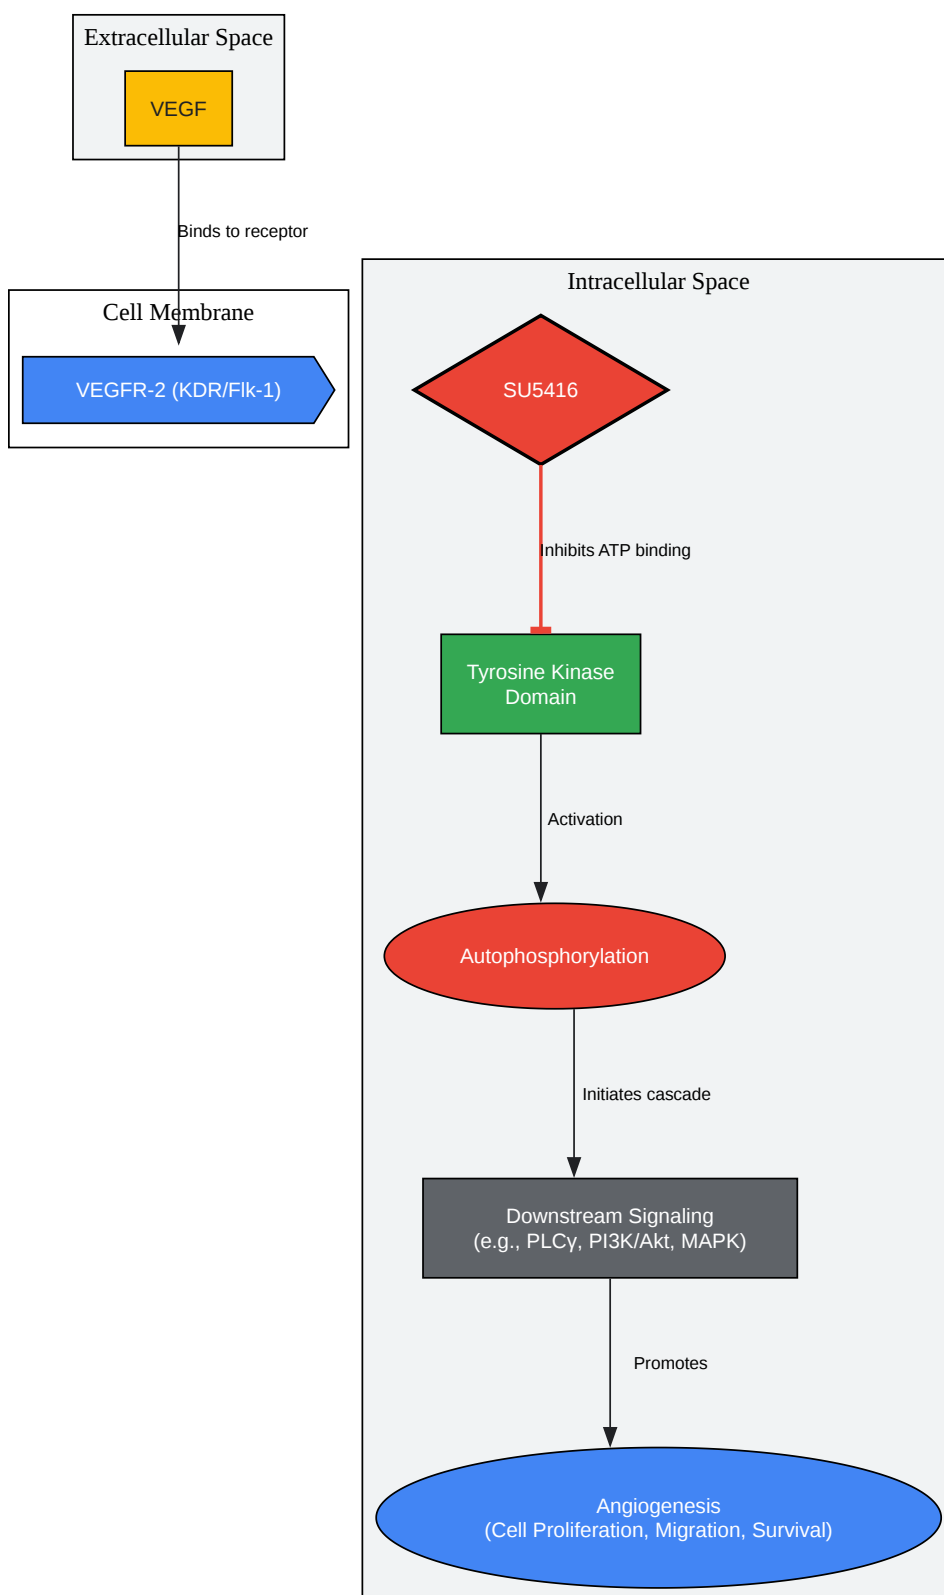 Extracellular Space
VEGF
Binds to receptor
Cell Membrane
VEGFR-2 (KDR/Flk-1)
Intracellular Space
SU5416
Inhibits ATP binding
Tyrosine Kinase
Domain
Activation
Autophosphorylation
Initiates cascade
Downstream Signaling
(e.g., PLCγ, PI3K/Akt, MAPK)
Promotes
Angiogenesis
(Cell Proliferation, Migration, Survival)